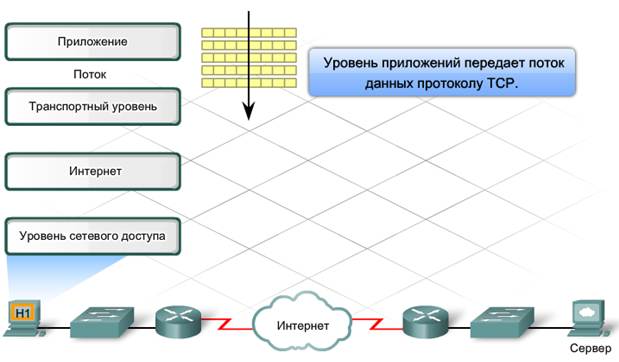 Приложение
Уровень приложений передает поток
данных протоколу TCP.
Поток
Транспортный уровень
Интернет
Уровень сетевого доступа
H1
Интернет
Сервер